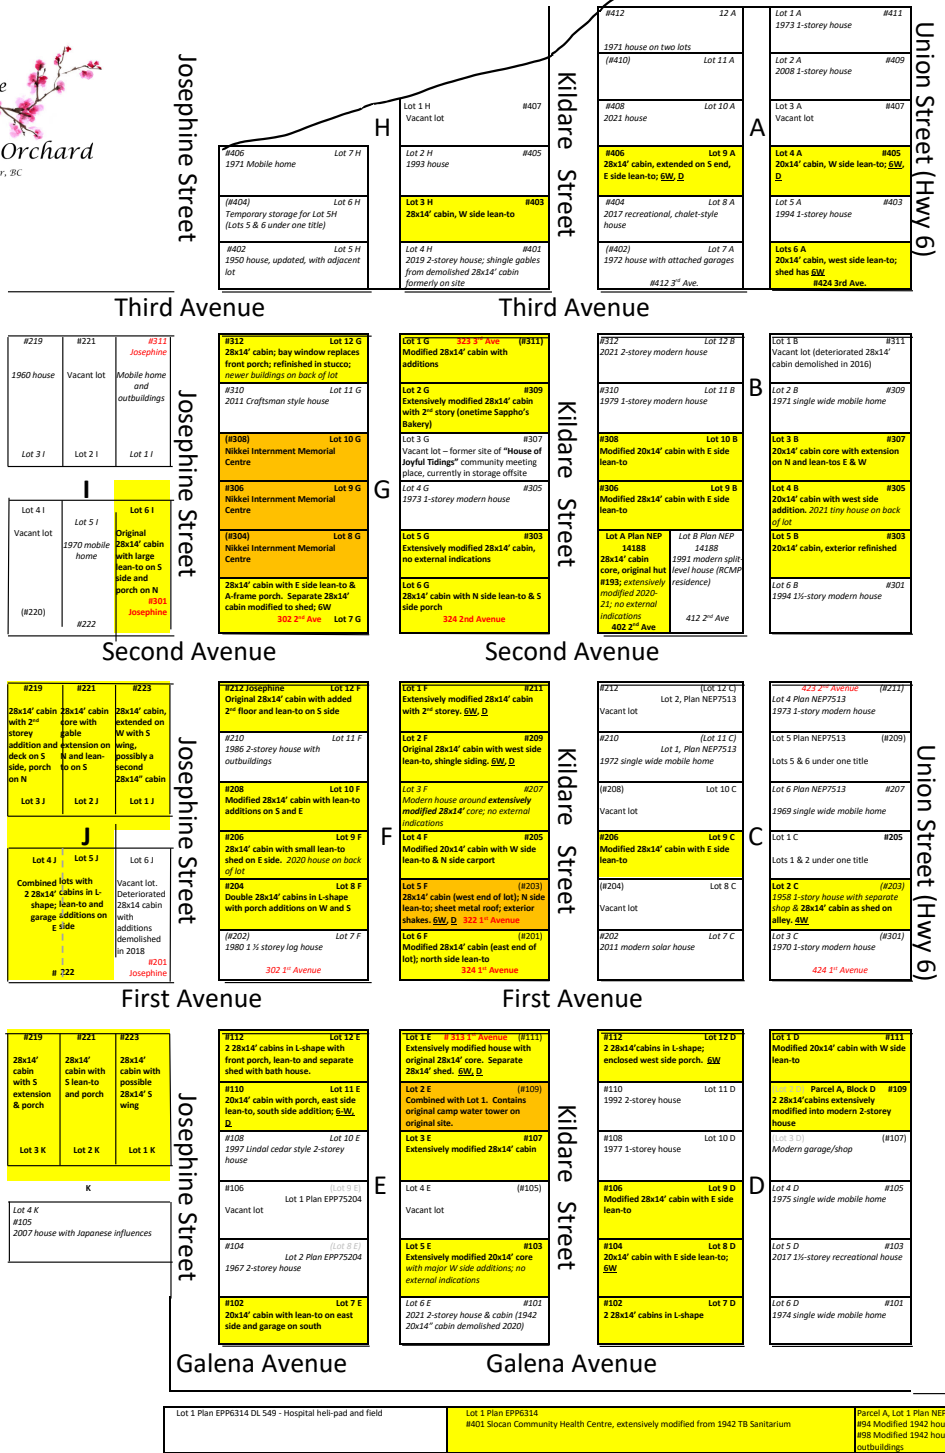 e
Orchard
r, BC
Josephine Street
H
#406 Lot 7 H
1971 Mobile home
(#404) Lot 6 H
Temporary storage for Lot 5H
(Lots 5 & 6 under one title)
#402 Lot 5 H
1950 house, updated, with adjacent
lot
Lot 1 H #407
Vacant lot
Lot 2 H #405
1993 house
Lot 3 H #403
28x14' cabin, W side lean-to
Lot 4 H #401
2019 2-storey house; shingle gables
from demolished 28x14' cabin
formerly on site
Kildare Street
#412 12 A
1971 house on two lots
(#410) Lot 11 A
#408 Lot 10 A
2021 house
#406 Lot 9 A
28x14' cabin, extended on S end,
E side lean-to; 6W, D
#404 Lot 8 A
2017 recreational, chalet-style
house
(#402) Lot 7 A
1972 house with attached garages
#412 3rd Ave.
A
Lot 1 A #411
1973 1-storey house
Lot 2 A #409
2008 1-storey house
Lot 3 A #407
Vacant lot
Lot 4 A #405
20x14' cabin, W side lean-to; 6W,
D
Lot 5 A #403
1994 1-storey house
Lots 6 A
20x14' cabin, west side lean-to;
shed has 6W
#424 3rd Ave.
Union Street (Hwy 6)
Third Avenue
Third Avenue
#219
1960 house
Lot 3 I
#221
Vacant lot
Lot 2 I
#311
Josephine
Mobile home
and
outbuildings
Lot 1 I
I
Lot 4 I
Vacant lot
(#220)
Lot 5 I
1970 mobile
home
#222
Lot 6 I
Original
28x14' cabin
with large
lean-to on S
side and
porch on N
#301
Josephine
Josephine Street
#312 Lot 12 G
28x14' cabin; bay window replaces
front porch; refinished in stucco;
newer buildings on back of lot
#310 Lot 11 G
2011 Craftsman style house
(#308) Lot 10 G
Nikkei Internment Memorial
Centre
#306 Lot 9 G
Nikkei Internment Memorial
Centre
(#304) Lot 8 G
Nikkei Internment Memorial
Centre
28x14' cabin with E side lean-to &
A-frame porch. Separate 28x14'
cabin modified to shed; 6W
302 2nd Ave Lot 7 G
G
Lot 1 G 323 3rd Ave (#311)
Modified 28x14' cabin with
additions
Lot 2 G #309
Extensively modified 28x14' cabin
with 2nd story (onetime Sappho's
Bakery)
Lot 3 G #307
Vacant lot – former site of "House of
Joyful Tidings" community meeting
place, currently in storage offsite
Lot 4 G #305
1973 1-storey modern house
Lot 5 G #303
Extensively modified 28x14' cabin,
no external indications
Lot 6 G
28x14' cabin with N side lean-to & S
side porch
324 2nd Avenue
Kildare Street
#312 Lot 12 B
2021 2-storey modern house
#310 Lot 11 B
1979 1-storey modern house
#308 Lot 10 B
Modified 20x14' cabin with E side
lean-to
#306 Lot 9 B
Modified 28x14' cabin with E side
lean-to
Lot A Plan NEP
14188
28x14' cabin
core, original hut
#193; extensively
modified 2020-
21; no external
indications
402 2nd Ave
Lot B Plan NEP
14188
1991 modern split-
level house (RCMP
residence)
412 2nd Ave
B
Lot 1 B #311
Vacant lot (deteriorated 28x14'
cabin demolished in 2016)
Lot 2 B #309
1971 single wide mobile home
Lot 3 B #307
20x14' cabin core with extension
on N and lean-tos E & W
Lot 4 B #305
20x14' cabin with west side
addition. 2021 tiny house on back
of lot
Lot 5 B #303
20x14' cabin, exterior refinished
Lot 6 B #301
1994 1½-storey modern house
Second Avenue
Second Avenue
#219
28x14' cabin
with 2nd
storey
addition and
deck on S
side, porch
on N
Lot 3 J
#221
28x14' cabin
core with
gable
extension on
N and lean-
to on S
Lot 2 J
#223
28x14' cabin,
extended on
W with S
wing,
possibly a
second
28x14" cabin
Lot 1 J
J
Lot 4 J Lot 5 J
Combined lots with
2 28x14' cabins in L-
shape; lean-to and
garage additions on
E side
# 222
Lot 6 J
Vacant lot.
Deteriorated
28x14 cabin
with
additions
demolished
in 2018
#201
Josephine
Josephine Street
#212 Josephine Lot 12 F
Original 28x14' cabin with added
2nd floor and lean-to on S side
#210 Lot 11 F
1986 2-storey house with
outbuildings
#208 Lot 10 F
Modified 28x14' cabin with lean-to
additions on S and E
#206 Lot 9 F
28x14' cabin with small lean-to
shed on E side. 2020 house on back
of lot
#204 Lot 8 F
Double 28x14' cabins in L-shape
with porch additions on W and S
(#202) Lot 7 F
1980 1 ½ storey log house
302 1st Avenue
F
Lot 1 F #211
Extensively modified 28x14' cabin
with 2nd storey. 6W, D
Lot 2 F #209
Original 28x14' cabin with west side
lean-to, shingle siding. 6W, D
Lot 3 F #207
Modern house around extensively
modified 28x14' core; no external
indications
Lot 4 F #205
Modified 20x14' cabin with W side
lean-to & N side carport
Lot 5 F (#203)
28x14' cabin (west end of lot); N side
lean-to; sheet metal roof; exterior
shakes. 6W, D 322 1st Avenue
Lot 6 F (#201)
Modified 28x14' cabin (east end of
lot); north side lean-to
324 1st Avenue
Kildare Street
#212 (Lot 12 C)
Lot 2, Plan NEP7513
Vacant lot
#210 (Lot 11 C)
Lot 1, Plan NEP7513
1972 single wide mobile home
(#208) Lot 10 C
Vacant lot
#206 Lot 9 C
Modified 28x14' cabin with E side
lean-to
(#204) Lot 8 C
Vacant lot
#202 Lot 7 C
2011 modern solar house
C
423 2nd Avenue (#211)
Lot 4 Plan NEP7513
1973 1-story modern house
Lot 5 Plan NEP7513 (#209)
Lots 5 & 6 under one title
Lot 6 Plan NEP7513 #207
1969 single wide mobile home
Lot 1 C #205
Lots 1 & 2 under one title
Lot 2 C (#203)
1958 1-storey house with separate
shop & 28x14' cabin as shed on
alley. 4W
Lot 3 C (#301)
1970 1-storey modern house
424 1st Avenue
Union Street (Hwy 6)
First Avenue
First Avenue
#219
28x14'
cabin
with S
extension
& porch
Lot 3 K
#221
28x14'
cabin with
S lean-to
and porch
Lot 2 K
#223
28x14'
cabin with
possible
28x14' S
wing
Lot 1 K
K
Lot 4 K
#105
2007 house with Japanese influences
Josephine Street
#112 Lot 12 E
2 28x14' cabins in L-shape with
front porch, lean-to and separate
shed with bath house.
#110 Lot 11 E
20x14' cabin with porch, east side
lean-to, south side addition; 6-W,
D
#108 Lot 10 E
1997 Lindal cedar style 2-storey
house
#106 (Lot 9 E)
Lot 1 Plan EPP75204
Vacant lot
#104 (Lot 8 E)
Lot 2 Plan EPP75204
1967 2-storey house
#102 Lot 7 E
20x14' cabin with lean-to on east
side and garage on south
E
Lot 1 E # 313 1st Avenue (#111)
Extensively modified house with
original 28x14' core. Separate
28x14' shed. 6W, D
Lot 2 E (#109)
Combined with Lot 1. Contains
original camp water tower on
original site.
Lot 3 E #107
Extensively modified 28x14' cabin
Lot 4 E (#105)
Vacant lot
Lot 5 E #103
Extensively modified 20x14' core
with major W side additions; no
external indications
Lot 6 E #101
2021 2-storey house & cabin (1942
20x14" cabin demolished 2020)
Kildare Street
#112 Lot 12 D
2 28x14'cabins in L-shape;
enclosed west side porch. 6W
#110 Lot 11 D
1992 2-storey house
#108 Lot 10 D
1977 1-storey house
#106 Lot 9 D
Modified 28x14' cabin with E side
lean-to
#104 Lot 8 D
20x14' cabin with E side lean-to;
6W
#102 Lot 7 D
2 28x14' cabins in L-shape
D
Lot 1 D #111
Modified 20x14' cabin with W side
lean-to
(Lot 2 D) Parcel A, Block D #109
2 28x14'cabins extensively
modified into modern 2-storey
house
(Lot 3 D) (#107)
Modern garage/shop
Lot 4 D #105
1975 single wide mobile home
Lot 5 D #103
2017 1½-storey recreational house
Lot 6 D #101
1974 single wide mobile home
Galena Avenue
Galena Avenue
Lot 1 Plan EPP6314 DL 549 - Hospital heli-pad and field
Lot 1 Plan EPP6314
#401 Slocan Community Health Centre, extensively modified from 1942 TB Sanitarium
Parcel A, Lot 1 Plan NEP
#94 Modified 1942 hou
#98 Modified 1942 hou
outbuildings